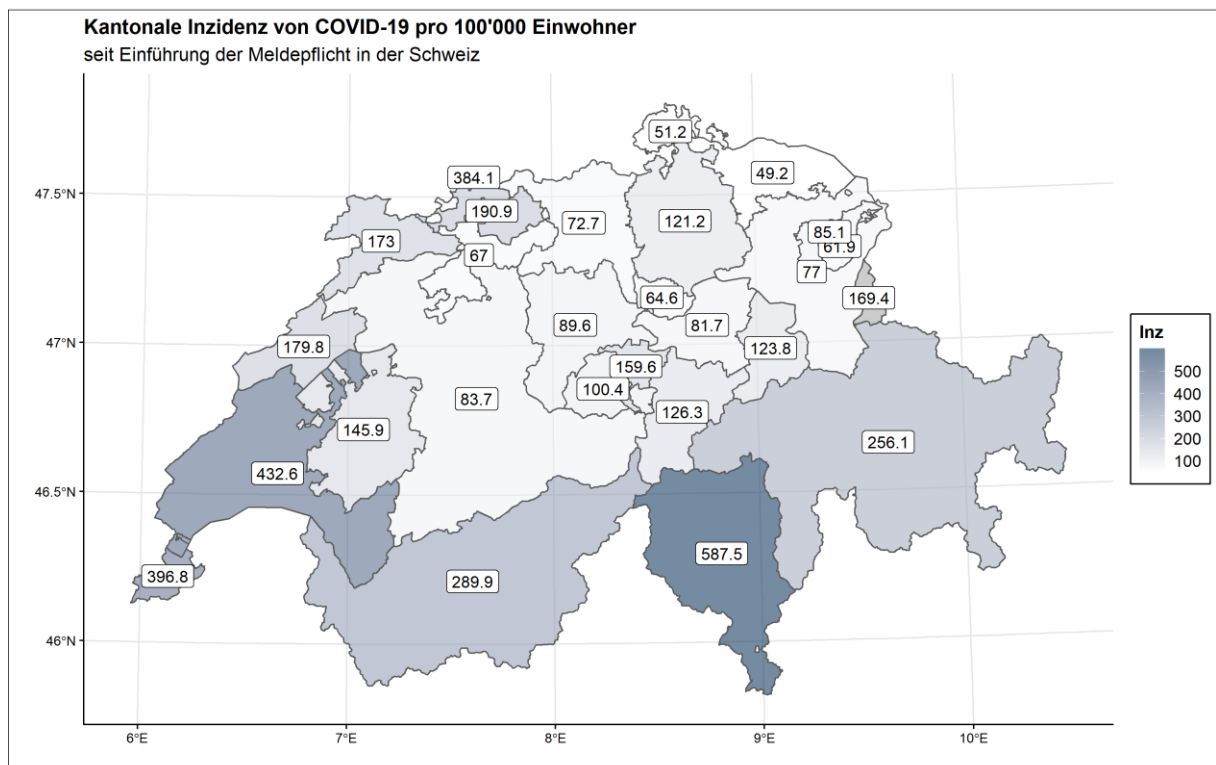 Kantonale Inzidenz von COVID-19 pro 100'000 Einwohner
seit Einführung der Meldepflicht in der Schweiz
51.2
47.5°N
384.1
49.2
190.9
72.7
121.2
85.1
173
61.9
67
77
64.6
169.4
89.6
81.7
47°N
179.8
123.8
159.6
100.4
83.7
126.3
145.9
256.1
432.6
46.5°N
587.5
396.8
289.9
46°N
Inz
500
400
300
200
100
6°E
7°E
8°E
9°E
10°E